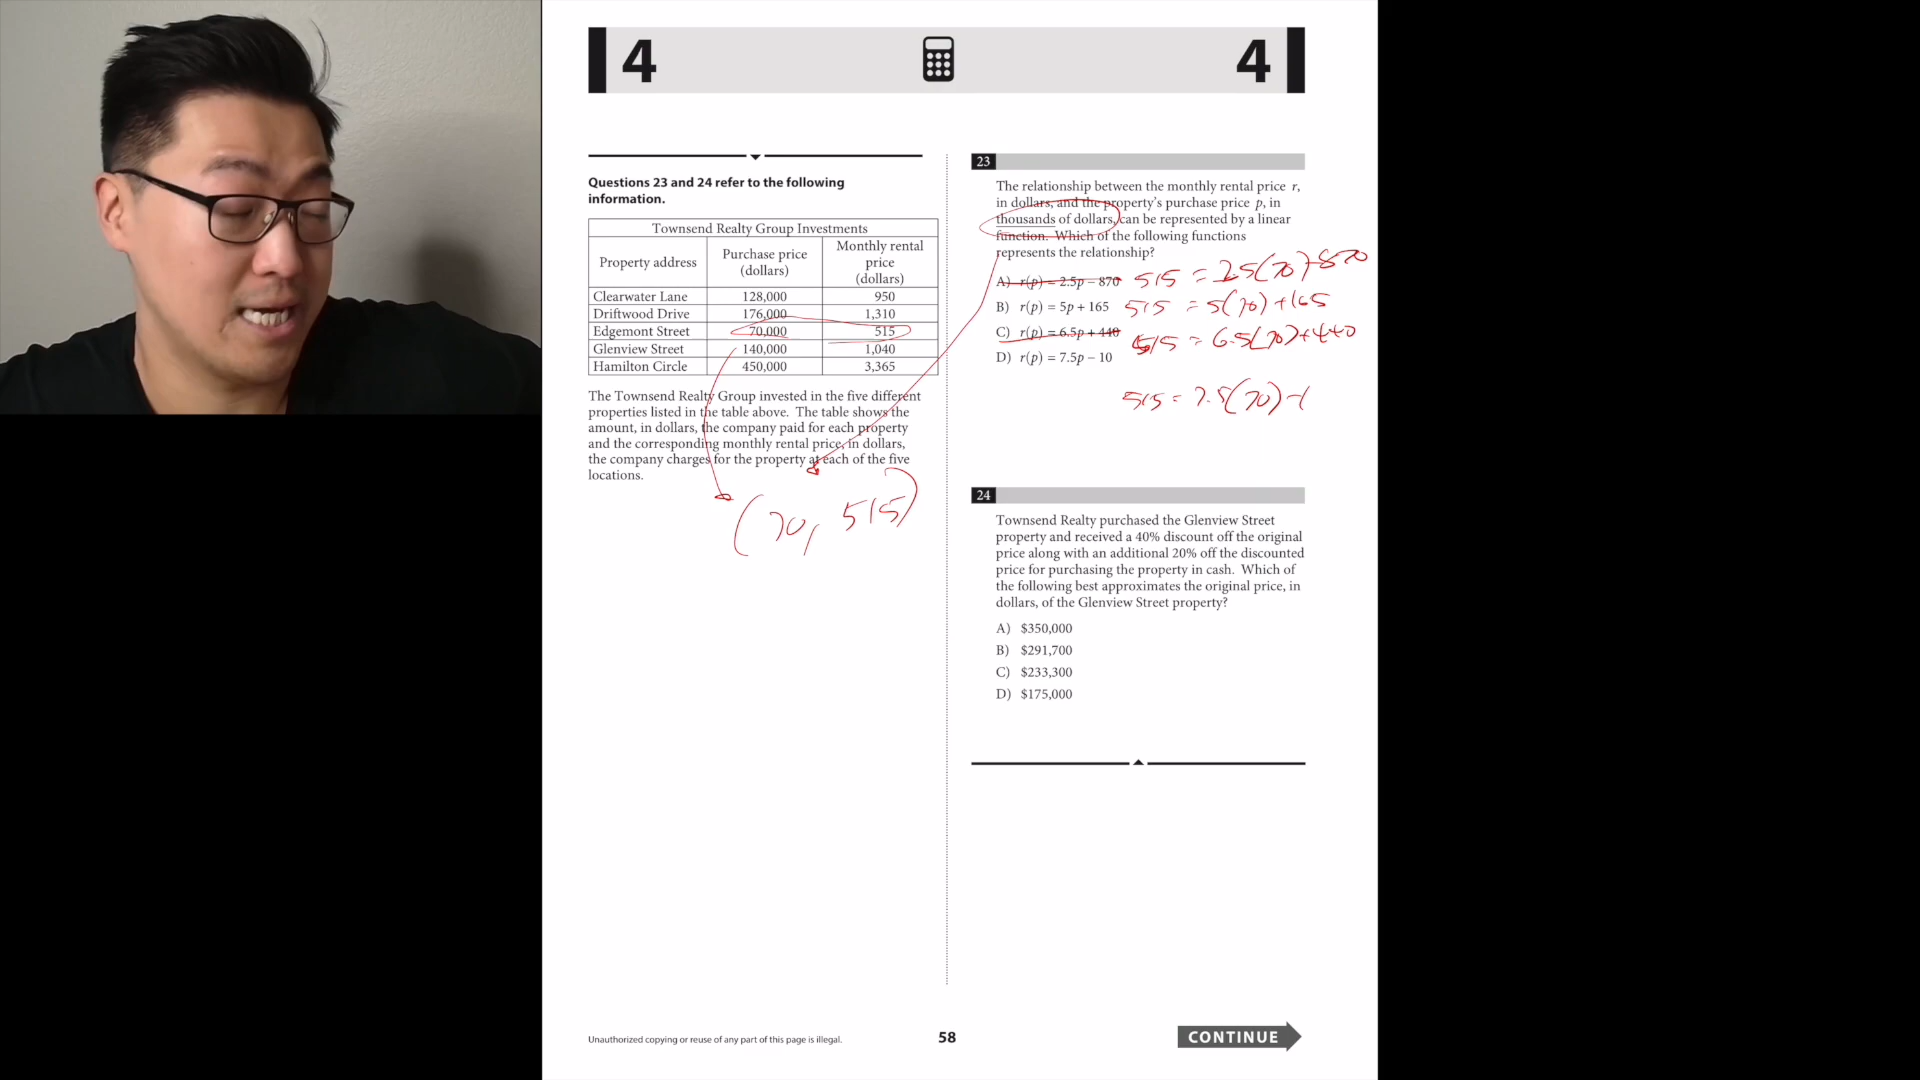 4 4
Questions 23 and 24 refer to the following
information.
Townsend Realty Group Investments
Property address Purchase price (dollars) Monthly rental price (dollars)
Clearwater Lane 128,000 950
Driftwood Drive 176,000 1,310
Edgemont Street 70,000 515
Glenview Street 140,000 1,040
Hamilton Circle 450,000 3,365
The Townsend Realty Group invested in the five different
properties listed in the table above. The table shows the
amount, in dollars, the company paid for each property
and the corresponding monthly rental price, in dollars,
the company charges for the property at each of the five
locations.
(70, 515)
23
The relationship between the monthly rental price r,
in dollars, and the property's purchase price p, in
thousands of dollars, can be represented by a linear
function. Which of the following functions
represents the relationship?
A) r(p) = 2.5p − 870 515 = 2.5(70)-870
B) r(p) = 5p + 165 515 = 5(70)+165
C) r(p) = 6.5p + 440 515 = 6.5(70)+440
D) r(p) = 7.5p − 10
515 = 7.5(70)-1
24
Townsend Realty purchased the Glenview Street
property and received a 40% discount off the original
price along with an additional 20% off the discounted
price for purchasing the property in cash. Which of
the following best approximates the original price, in
dollars, of the Glenview Street property?
A) $350,000
B) $291,700
C) $233,300
D) $175,000
Unauthorized copying or reuse of any part of this page is illegal.
58
CONTINUE